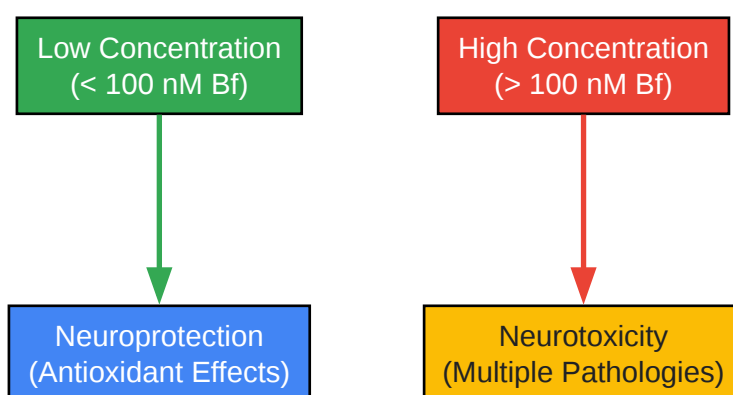 Low Concentration
(< 100 nM Bf)
High Concentration
(> 100 nM Bf)
Neuroprotection
(Antioxidant Effects)
Neurotoxicity
(Multiple Pathologies)